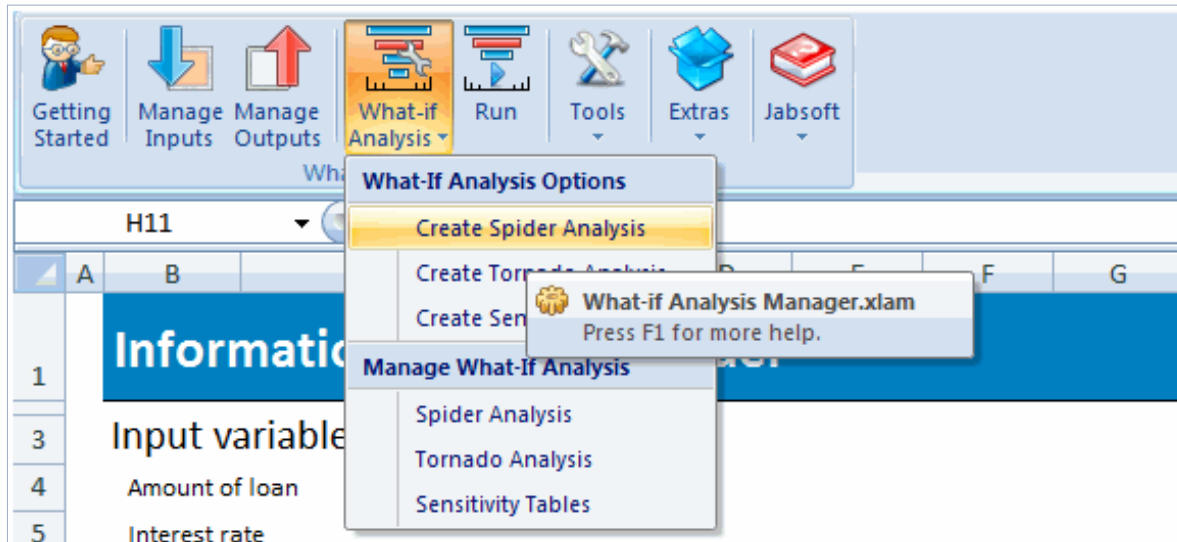 Getting Started
Manage Inputs
Manage Outputs
What-if Analysis
Run
Tools
Extras
Jabsoft
What-If Analysis Options
H11
Create Spider Analysis
A B D F G
Create Tornado Analysis
What-if Analysis Manager.xlam
Create Sen
Press F1 for more help.
1
Manage What-If Analysis
3
Input variable
Spider Analysis
4
Amount of loan
Tornado Analysis
Sensitivity Tables
5
Interest rate